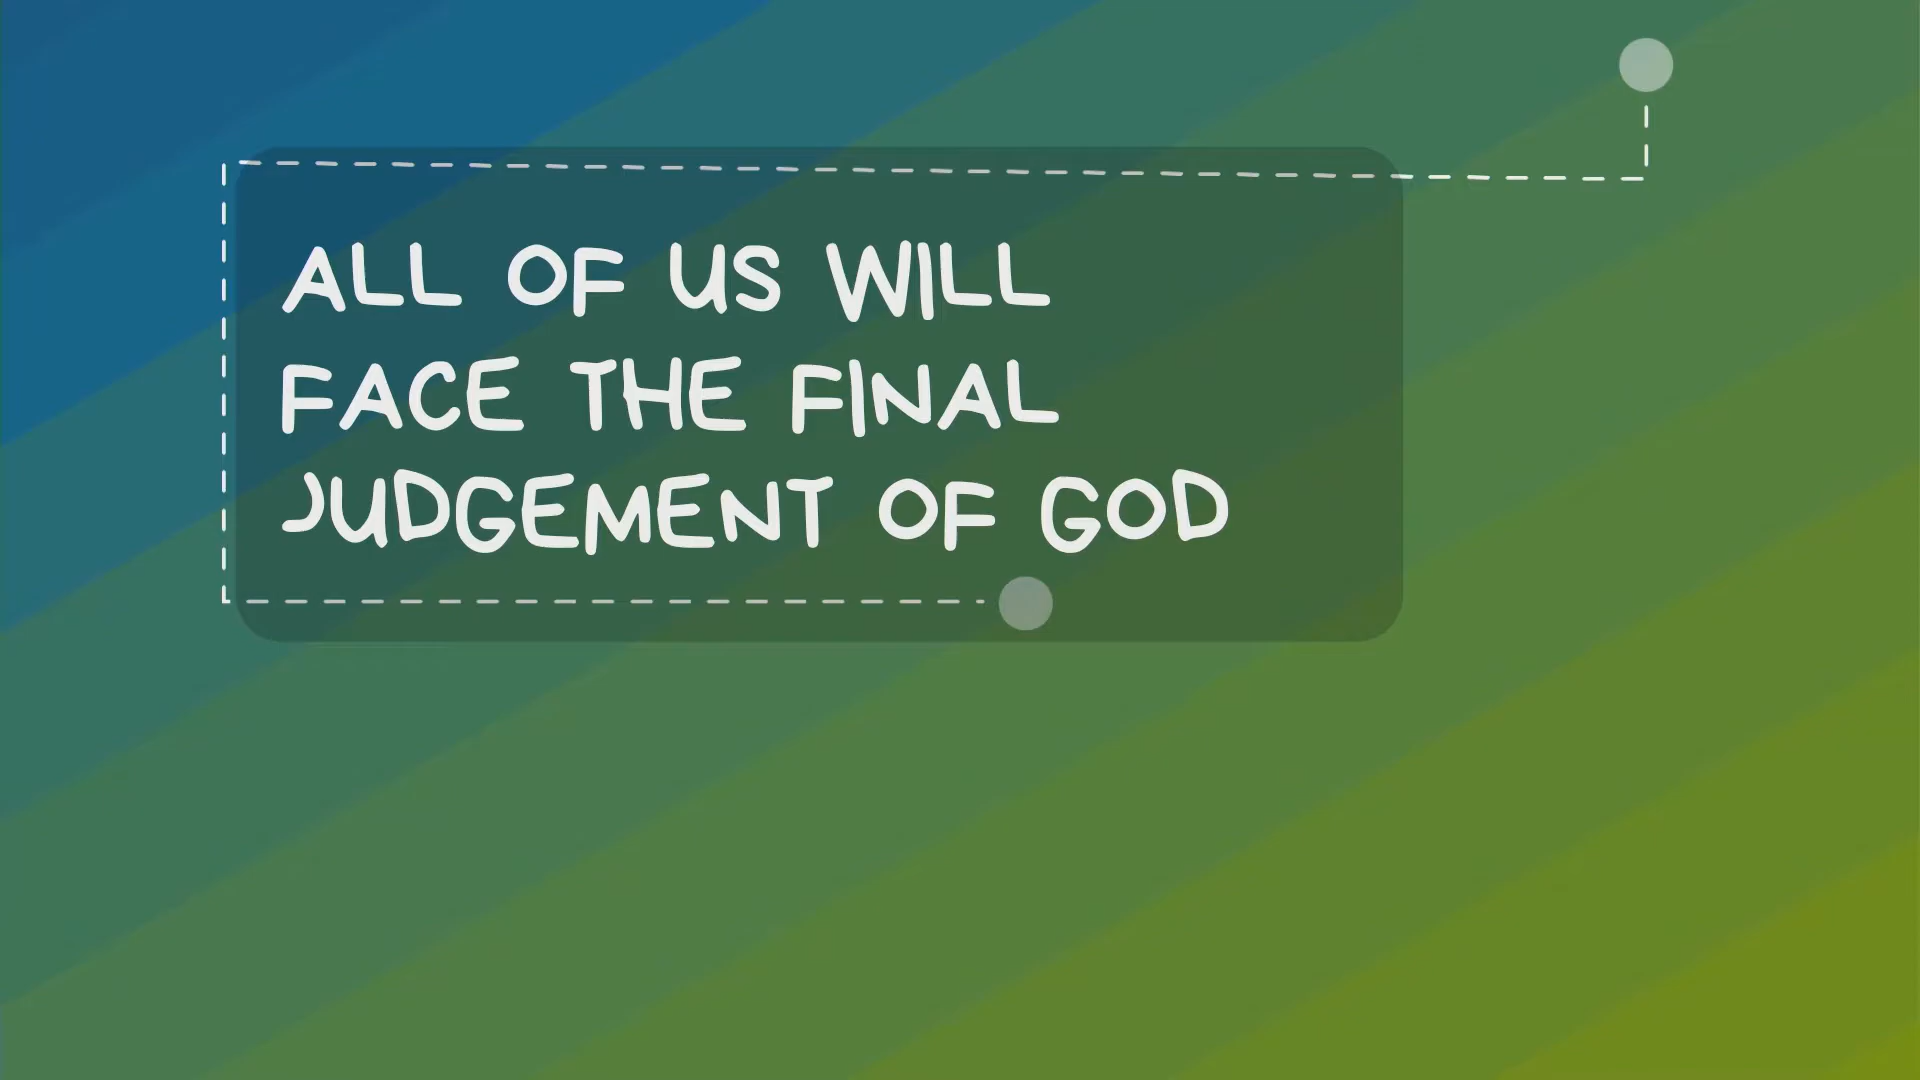 ALL OF US WILL
FACE THE FINAL
JUDGEMENT OF GOD